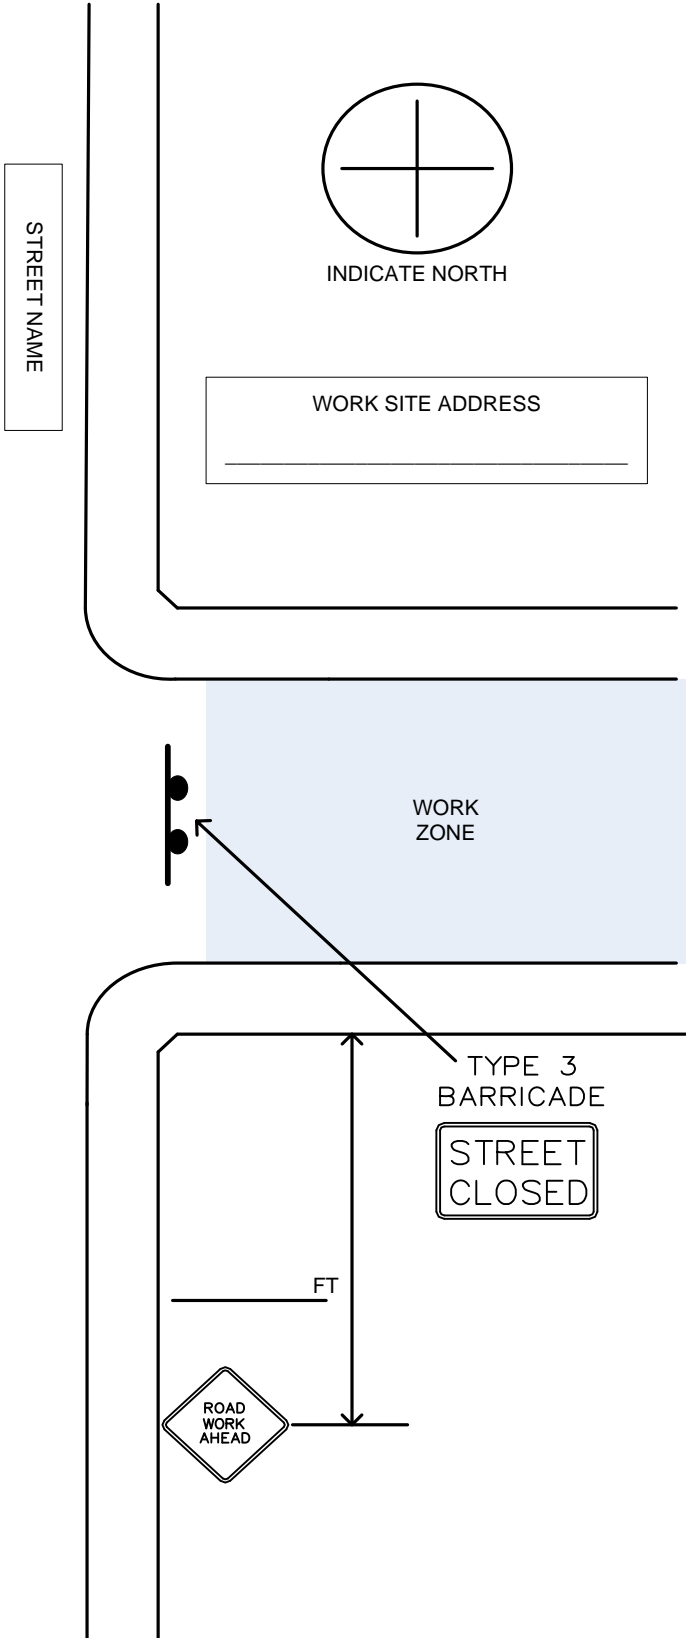 STREET NAME
INDICATE NORTH
WORK SITE ADDRESS
WORK
ZONE
TYPE 3
BARRICADE
STREET
CLOSED
FT
ROAD
WORK
AHEAD